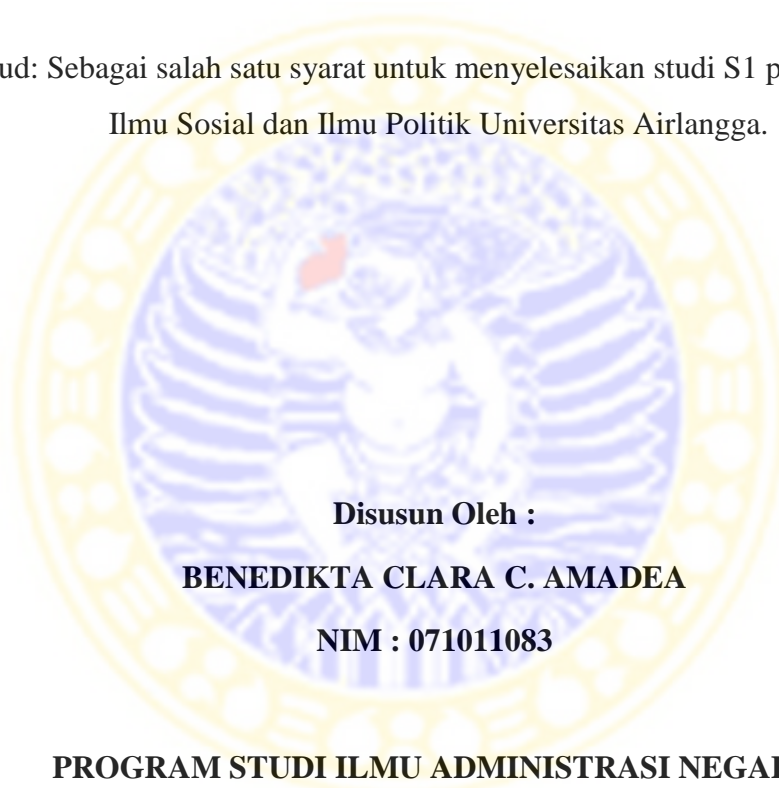 ud: Sebagai salah satu syarat untuk menyelesaikan studi S1 p
Ilmu Sosial dan Ilmu Politik Universitas Airlangga.
Disusun Oleh :
BENEDIKTA CLARA C. AMADEA
NIM : 071011083
PROGRAM STUDI ILMU ADMINISTRASI NEGA